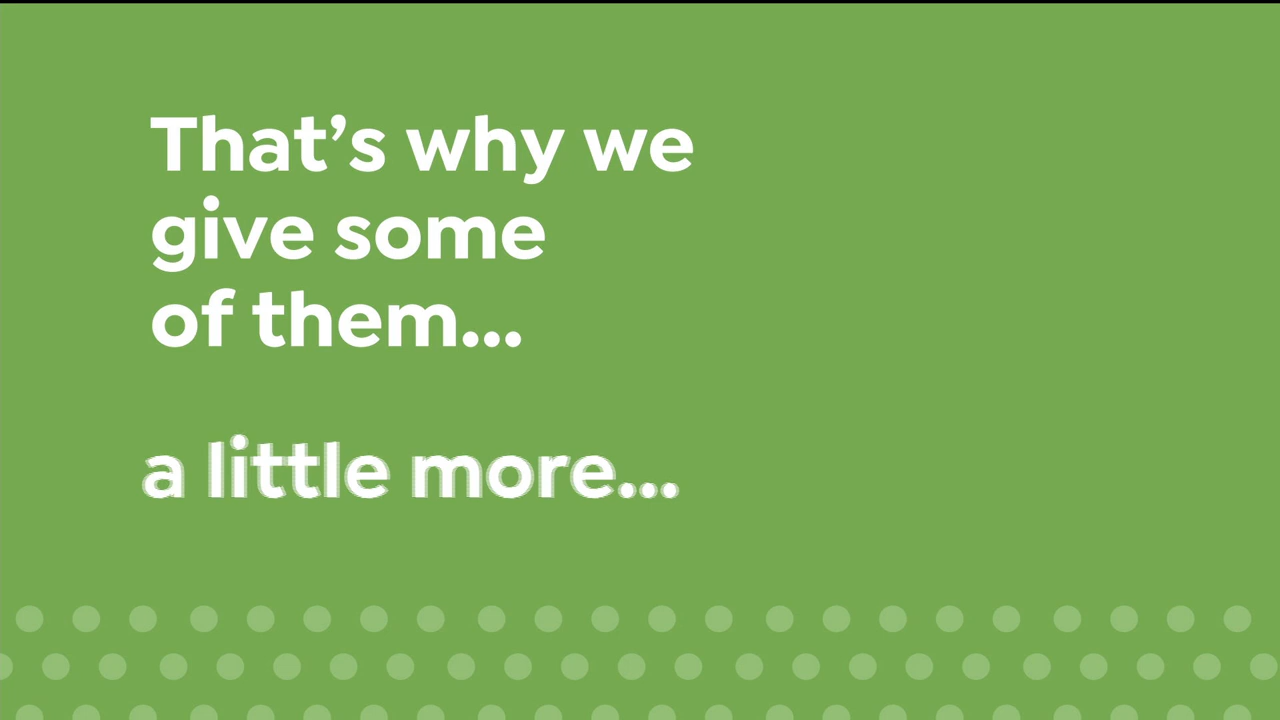 That’s why we
give some
of them...
a little more...